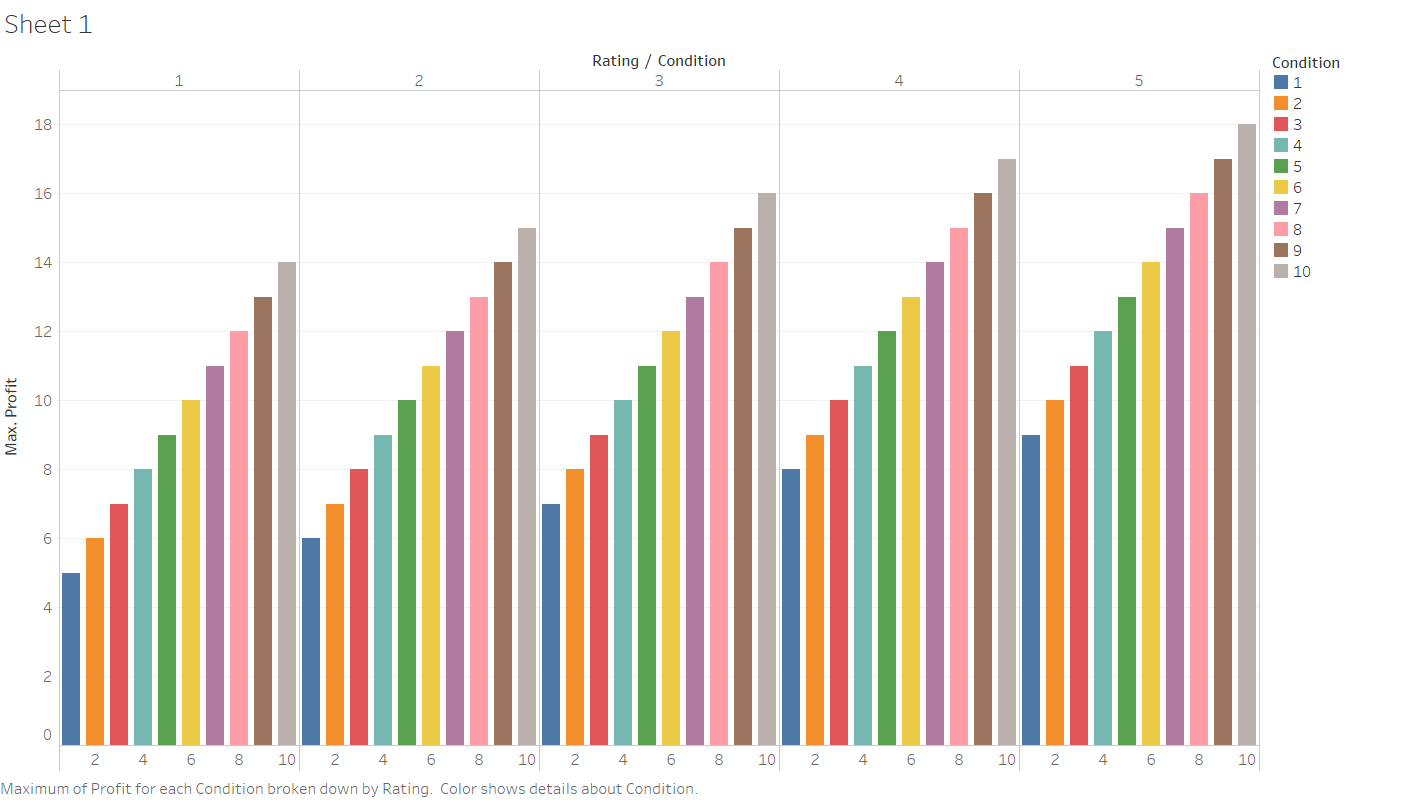 Sheet 1
Rating / Condition
1 2 3 4 5
Condition
1
2
3
4
5
6
7
8
9
10
Max. Profit
18
16
14
12
10
8
6
4
2
0
2 4 6 8 10 2 4 6 8 10 2 4 6 8 10 2 4 6 8 10 2 4 6 8 10
Maximum of Profit for each Condition broken down by Rating. Color shows details about Condition.